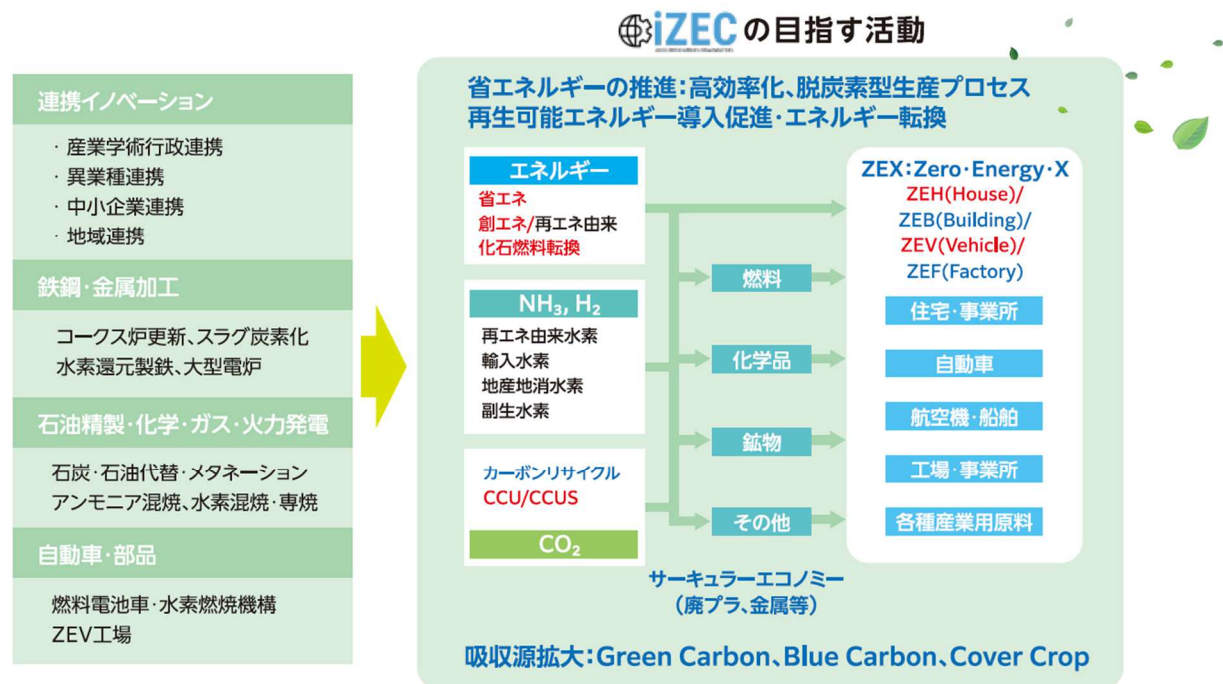 iZECの目指す活動
連携イノベーション
・産業学術行政連携
・異業種連携
・中小企業連携
・地域連携
鉄鋼・金属加工
コークス炉更新、スラグ炭素化
水素還元製鉄、大型電炉
石油精製・化学・ガス・火力発電
石炭・石油代替・メタネーション
アンモニア混焼、水素混焼・専焼
自動車・部品
燃料電池車・水素燃焼機構
ZEV工場
省エネルギーの推進:高効率化、脱炭素型生産プロセス
再生可能エネルギー導入促進・エネルギー転換
エネルギー
省エネ
創エネ/再エネ由来
化石燃料転換
NH₃, H₂
再エネ由来水素
輸入水素
地産地消水素
副生水素
カーボンリサイクル
CCU/CCUS
CO₂
燃料
化学品
鉱物
その他
ZEX:Zero・Energy・X
ZEH(House)/
ZEB(Building)/
ZEV(Vehicle)/
ZEF(Factory)
住宅・事業所
自動車
航空機・船舶
工場・事業所
各種産業用原料
サーキュラーエコノミー
(廃プラ、金属等)
吸収源拡大:Green Carbon、Blue Carbon、Cover Crop